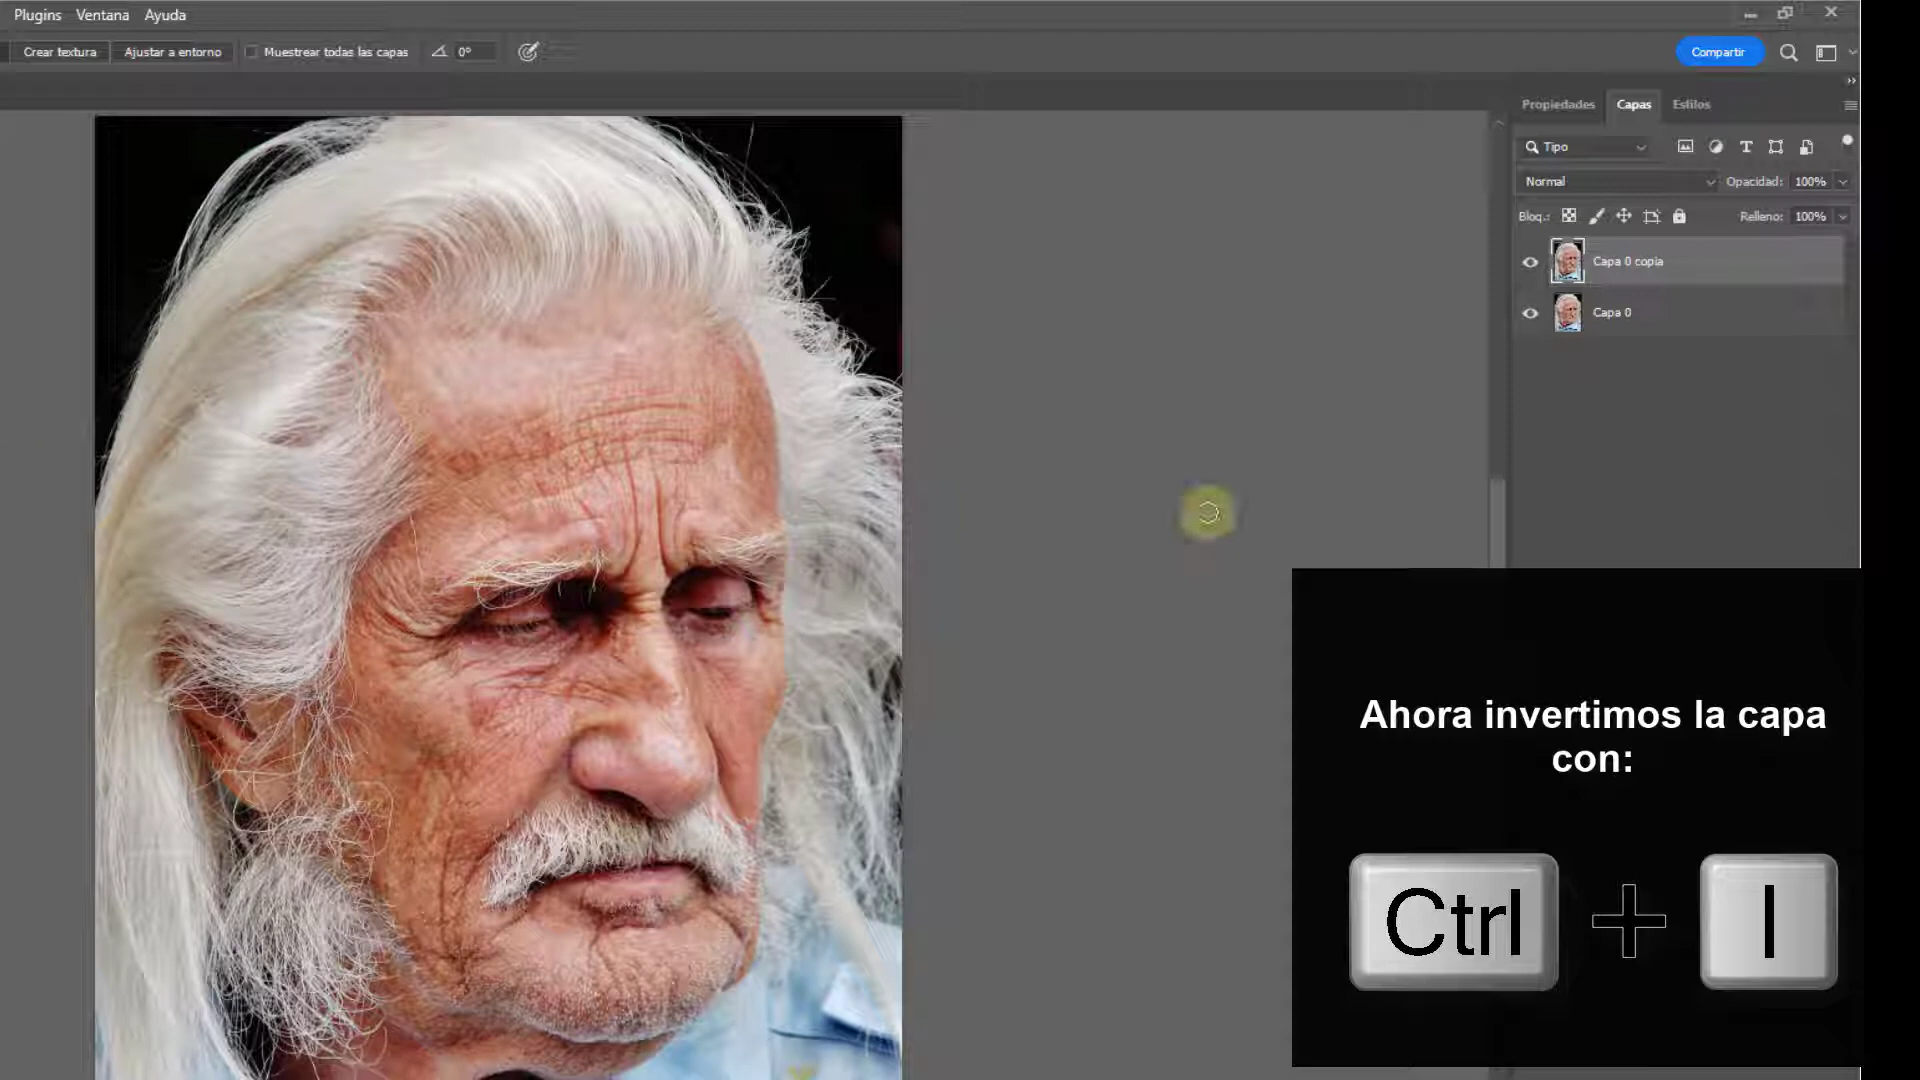 Plugins Ventana Ayuda
Crear textura Ajustar a entorno Muestrear todas las capas 0° Compartir
Propiedades Capas Estilos
Tipo
Normal Opacidad: 100%
Bloq.: Relleno: 100%
Capa 0 copia
Capa 0
Ahora invertimos la capa
con:
Ctrl + I